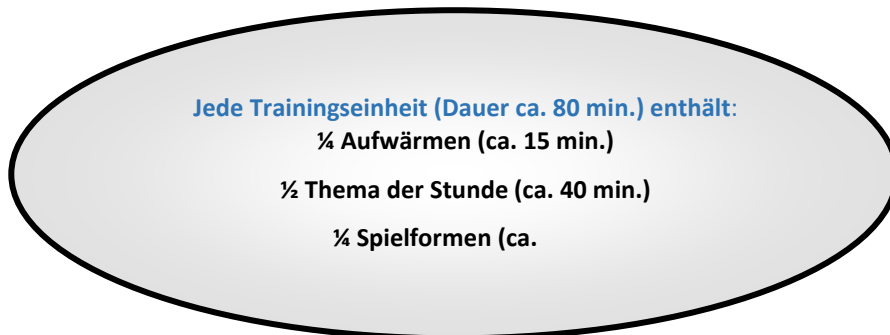 Jede Trainingseinheit (Dauer ca. 80 min.) enthält:
¼ Aufwärmen (ca. 15 min.)
½ Thema der Stunde (ca. 40 min.)
¼ Spielformen (ca.